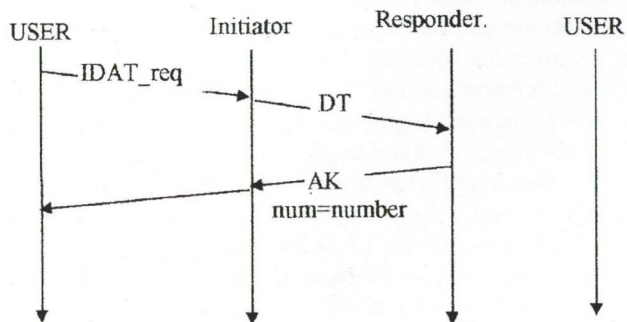 USER Initiator Responder. USER
IDAT_req
DT
AK
num=number